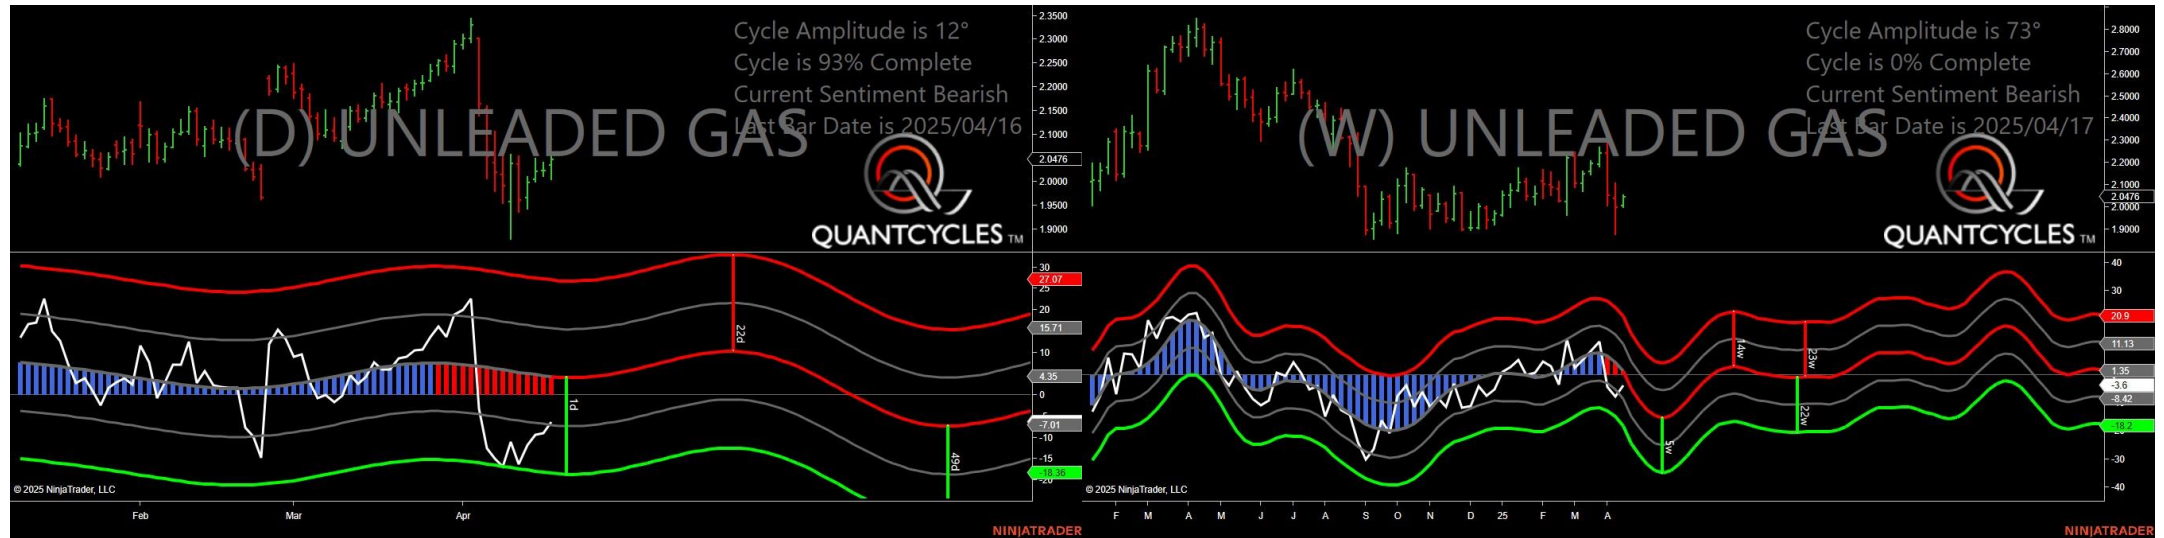 Cycle Amplitude is 12°
Cycle is 93% Complete
Current Sentiment Bearish
Last Bar Date is 2025/04/16
(D) UNLEADED GAS
QUANTCYCLES TM
2.3500
2.3000
2.2500
2.2000
2.1500
2.1000
2.0476
2.0000
1.9500
1.9000
30
27.07
25
20
15.71
10
4.35
0
-7.01
-10
-15
-18.36
-20
22d
1d
49d
© 2025 NinjaTrader, LLC
Feb
Mar
Apr
NINJATRADER
Cycle Amplitude is 73°
Cycle is 0% Complete
Current Sentiment Bearish
Last Bar Date is 2025/04/17
(W) UNLEADED GAS
QUANTCYCLES TM
2.8000
2.7000
2.6000
2.5000
2.4000
2.3000
2.2000
2.1000
2.0476
2.0000
1.9000
40
30
20.9
11.13
1.35
-3.6
-8.42
-18.2
-30
-40
14w
23w
22w
5w
© 2025 NinjaTrader, LLC
F M A M J J A S O N D 25 F M A
NINJATRADER